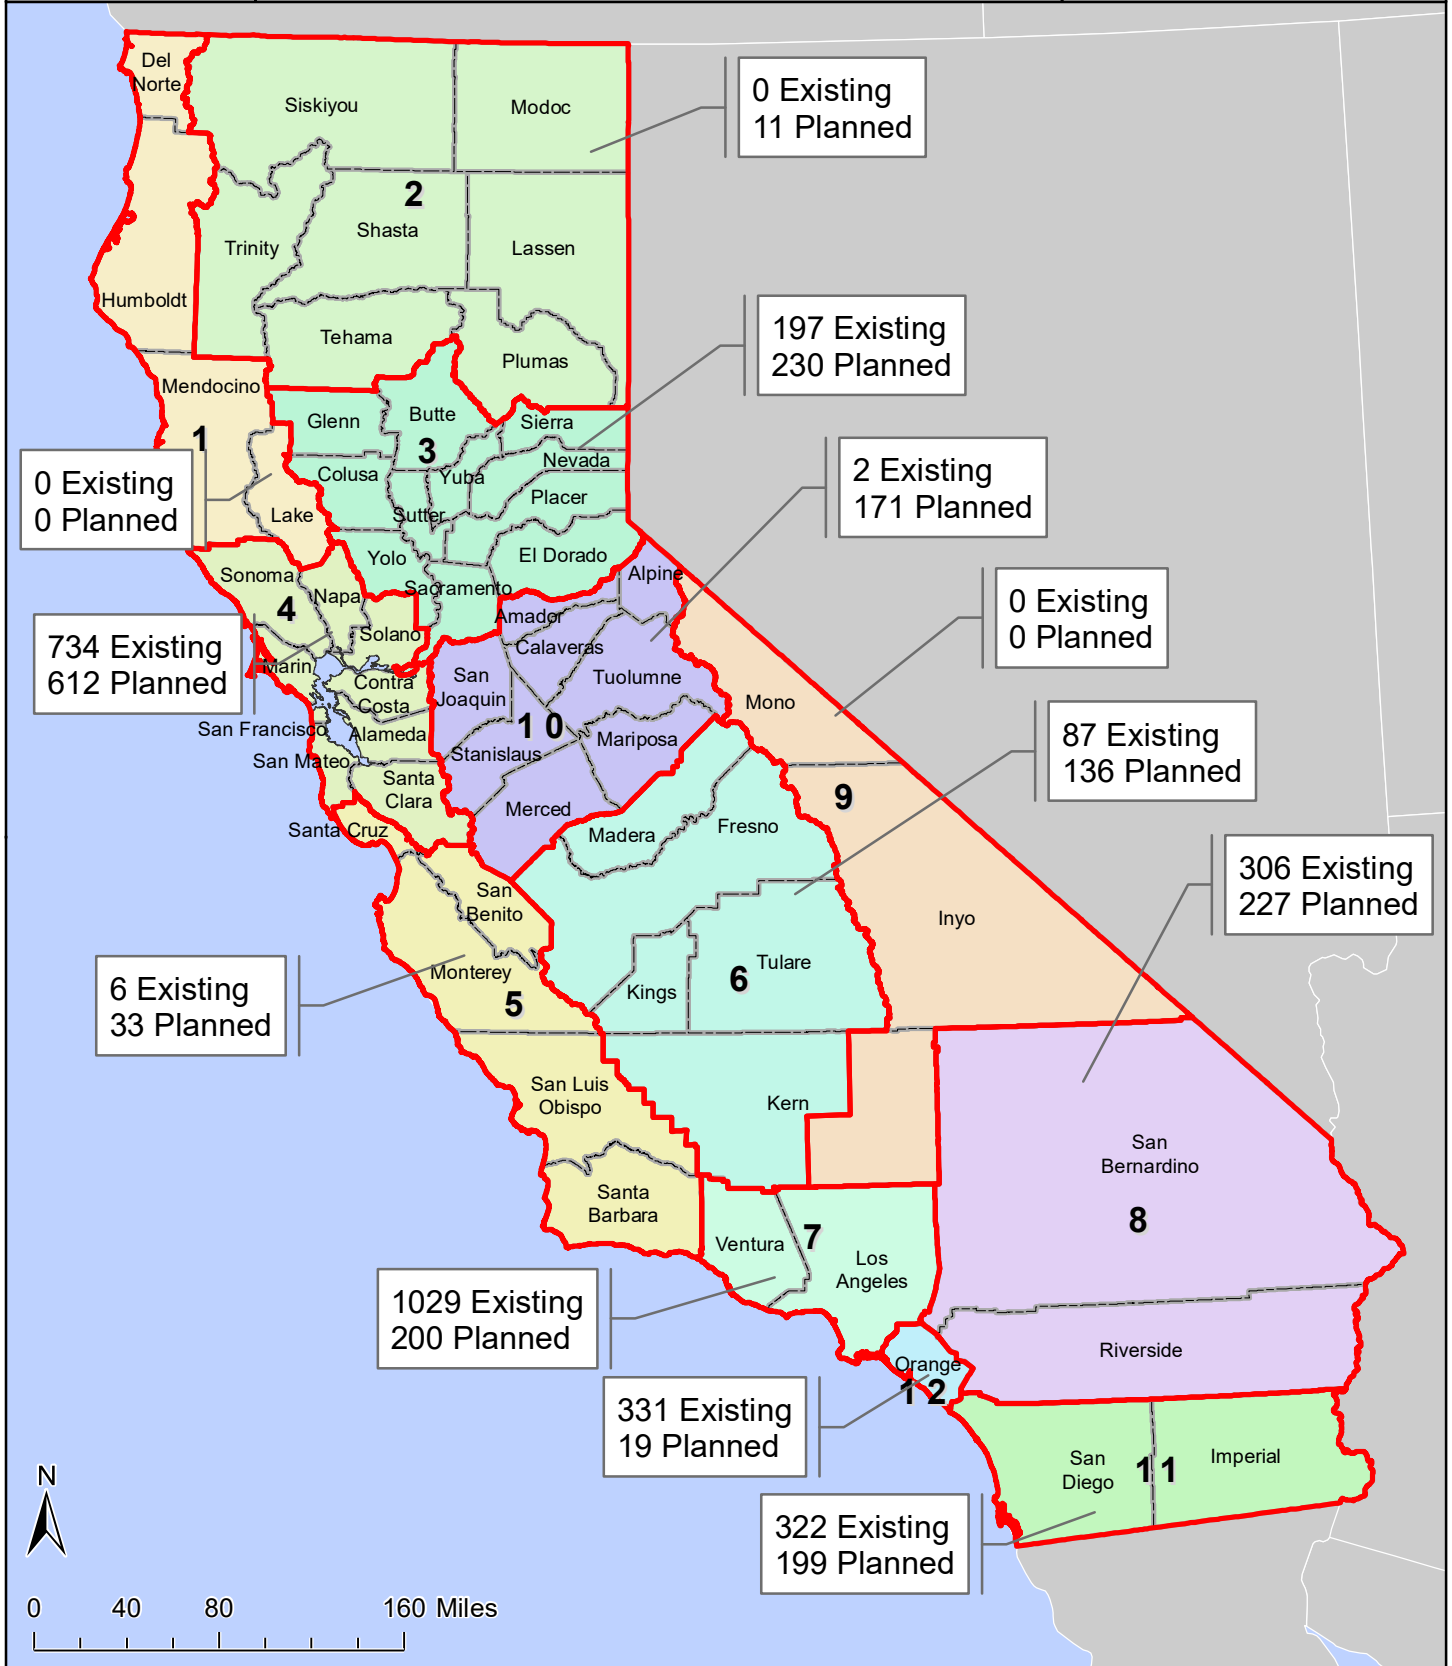 Del
Norte
Siskiyou
Modoc
0 Existing
11 Planned
2
Shasta
Trinity
Lassen
Humboldt
Tehama
Plumas
197 Existing
230 Planned
Mendocino
Glenn
Butte
Sierra
1
3
Nevada
Colusa
Yuba
Placer
2 Existing
171 Planned
0 Existing
0 Planned
Lake
Sutter
Yolo
El Dorado
Sonoma
Napa
Sacramento
Alpine
4
Amador
0 Existing
0 Planned
Solano
Calaveras
734 Existing
612 Planned
Marin
Contra
Costa
San
Joaquin
Tuolumne
Mono
San Francisco
Alameda
10
Mariposa
Stanislaus
87 Existing
136 Planned
San Mateo
Santa
Clara
9
Merced
Santa Cruz
Madera
Fresno
306 Existing
227 Planned
San
Benito
Inyo
Monterey
6 Existing
33 Planned
5
Kings
6
Tulare
San Luis
Obispo
Kern
San
Bernardino
8
Santa
Barbara
Ventura
7
Los
Angeles
1029 Existing
200 Planned
Riverside
Orange
12
331 Existing
19 Planned
San
Diego
11
Imperial
322 Existing
199 Planned
N
0 40 80 160 Miles